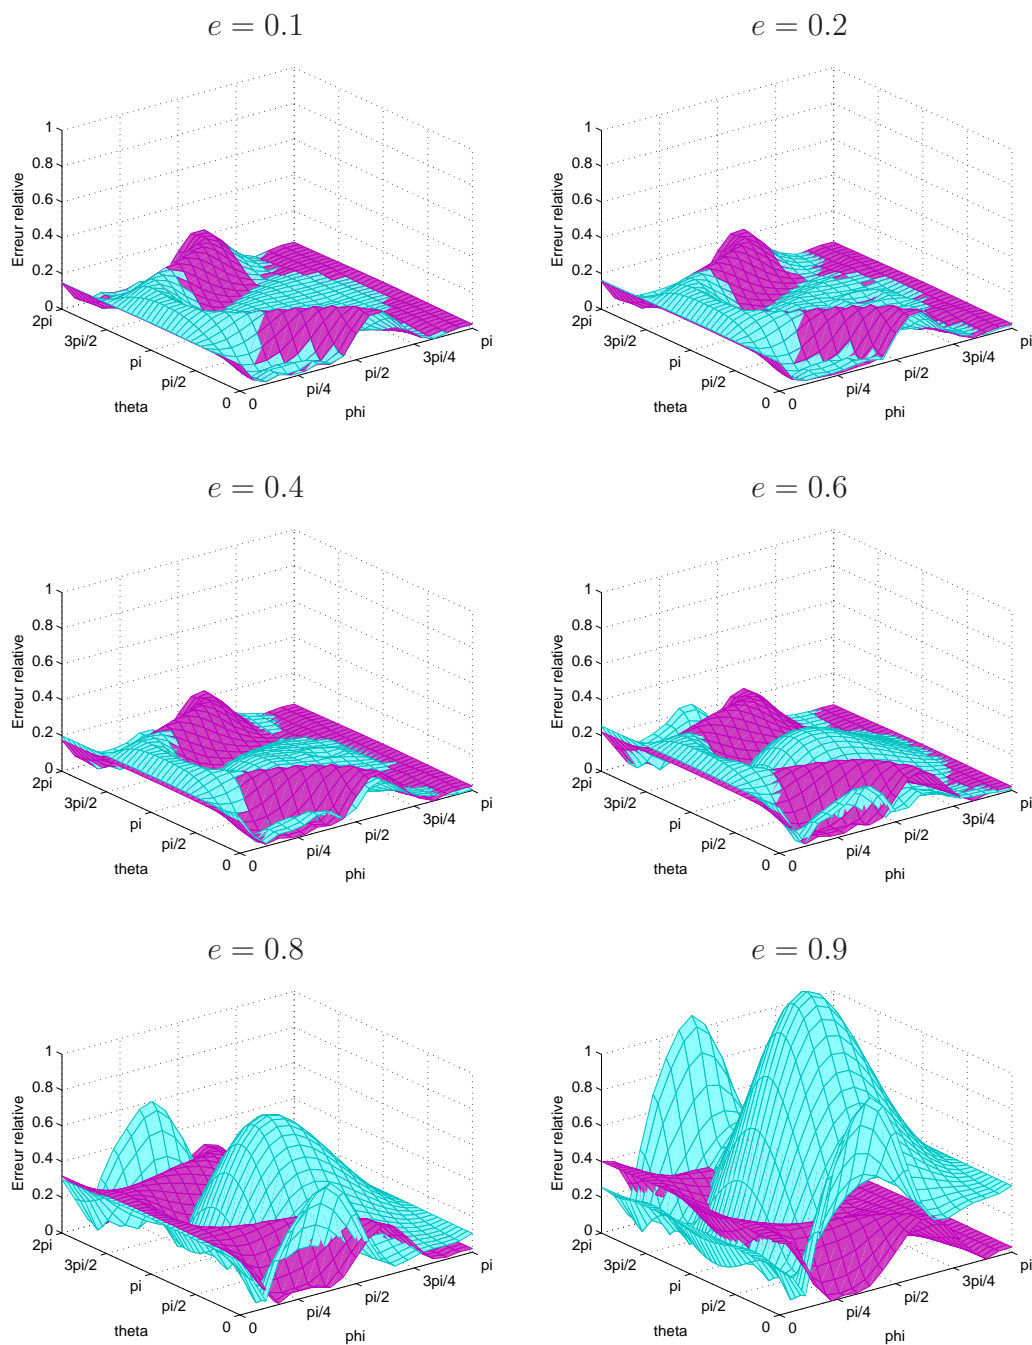 e = 0.1
1
0.8
0.6
0.4
0.2
0
Erreur relative
2pi
3pi/2
pi
pi/2
0
theta
0
pi/4
pi/2
3pi/4
pi
phi
e = 0.2
1
0.8
0.6
0.4
0.2
0
Erreur relative
2pi
3pi/2
pi
pi/2
0
theta
0
pi/4
pi/2
3pi/4
pi
phi
e = 0.4
1
0.8
0.6
0.4
0.2
0
Erreur relative
2pi
3pi/2
pi
pi/2
0
theta
0
pi/4
pi/2
3pi/4
pi
phi
e = 0.6
1
0.8
0.6
0.4
0.2
0
Erreur relative
2pi
3pi/2
pi
pi/2
0
theta
0
pi/4
pi/2
3pi/4
pi
phi
e = 0.8
1
0.8
0.6
0.4
0.2
0
Erreur relative
2pi
3pi/2
pi
pi/2
0
theta
0
pi/4
pi/2
3pi/4
pi
phi
e = 0.9
1
0.8
0.6
0.4
0.2
0
Erreur relative
2pi
3pi/2
pi
pi/2
0
theta
0
pi/4
pi/2
3pi/4
pi
phi